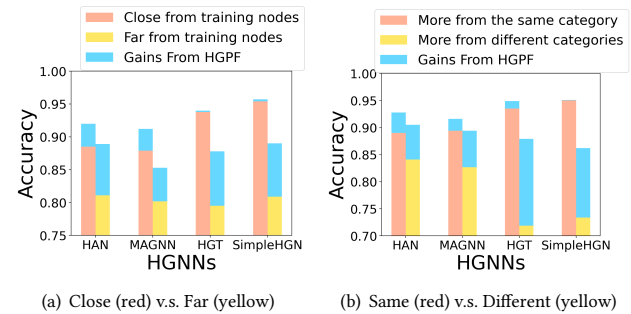 Close from training nodes
Far from training nodes
Gains From HGPF
1.00
0.95
0.90
0.85
0.80
0.75
Accuracy
HAN MAGNN HGT SimpleHGN
HGNNs
(a) Close (red) v.s. Far (yellow)
More from the same category
More from different categories
Gains From HGPF
1.00
0.95
0.90
0.85
0.80
0.75
0.70
Accuracy
HAN MAGNN HGT SimpleHGN
HGNNs
(b) Same (red) v.s. Different (yellow)